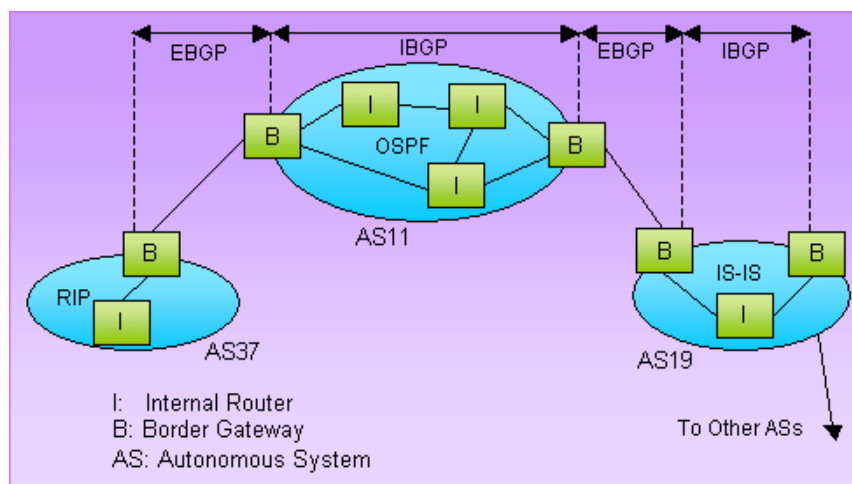 EBGP
IBGP
EBGP
IBGP
I
I
B
OSPF
B
I
AS11
B
B
B
IS-IS
RIP
I
I
AS37
AS19
I: Internal Router
B: Border Gateway
AS: Autonomous System
To Other ASs